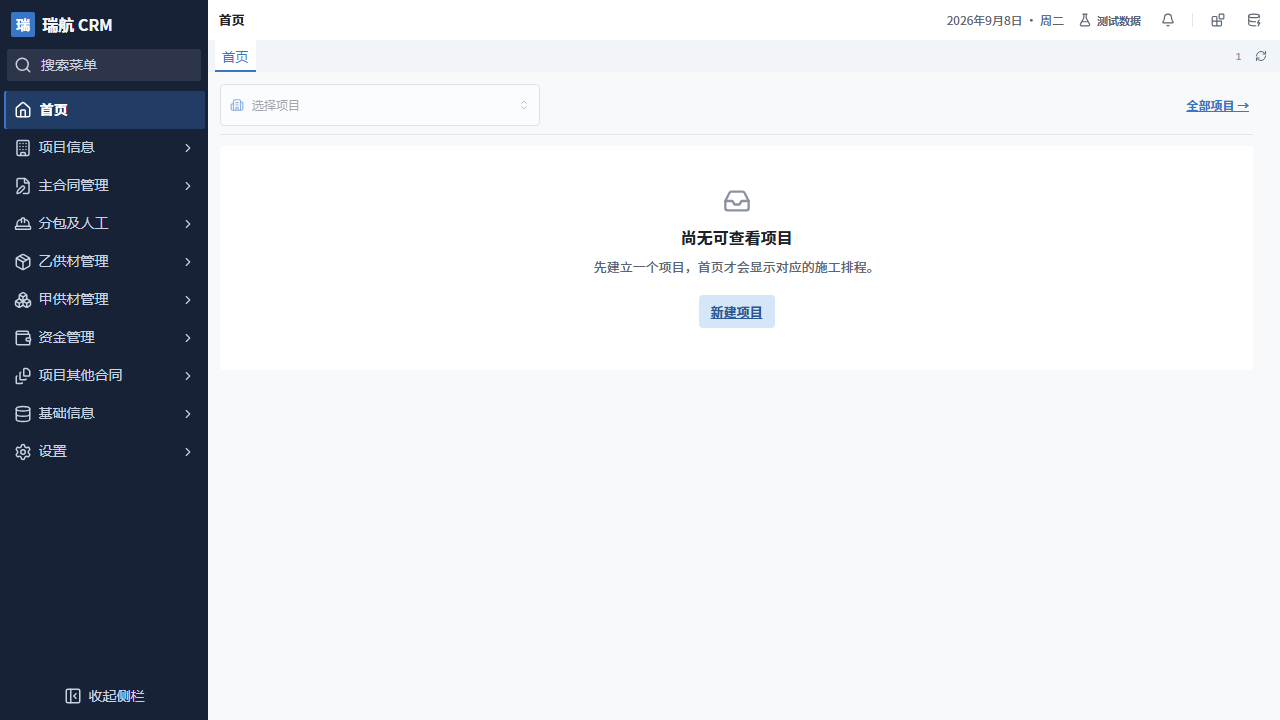 瑞 瑞航 CRM
搜索菜单
首页
项目信息
主合同管理
分包及人工
乙供材管理
甲供材管理
资金管理
项目其他合同
基础信息
设置
收起侧栏
首页
2026年9月8日 · 周二 测试数据
首页
1
选择项目
全部项目 →
尚无可查看项目
先建立一个项目，首页才会显示对应的施工排程。
新建项目